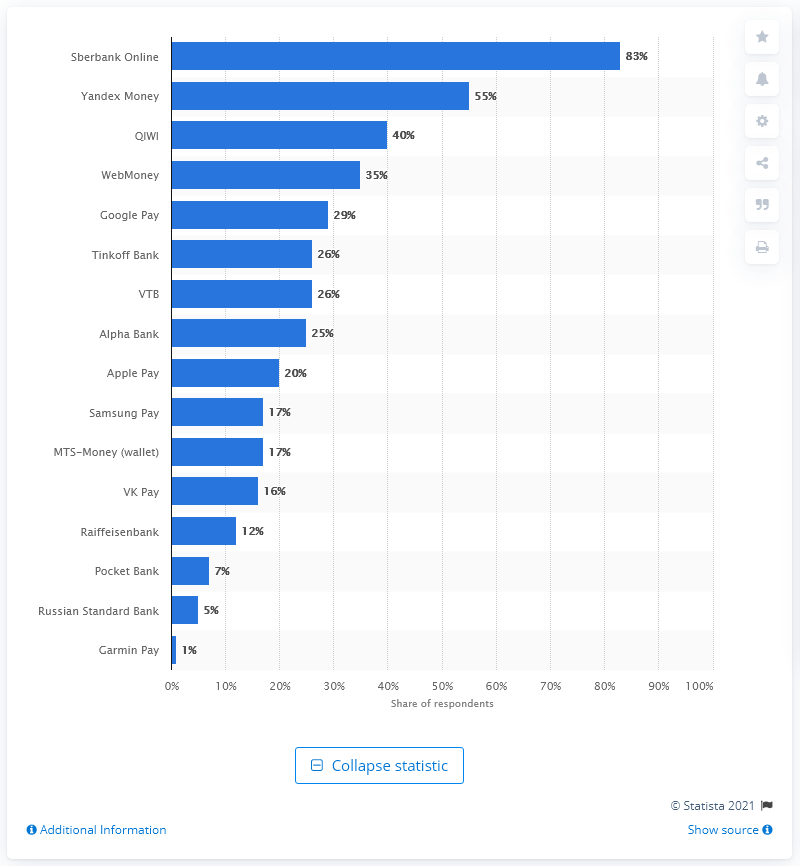 Sberbank Online 83%
Yandex Money 55%
QIWI 40%
WebMoney 35%
Google Pay 29%
Tinkoff Bank 26%
VTB 26%
Alpha Bank 25%
Apple Pay 20%
Samsung Pay 17%
MTS-Money (wallet) 17%
VK Pay 16%
Raiffeisenbank 12%
Pocket Bank 7%
Russian Standard Bank 5%
Garmin Pay 1%
0% 10% 20% 30% 40% 50% 60% 70% 80% 90% 100%
Share of respondents
Collapse statistic
© Statista 2021
Additional Information Show source